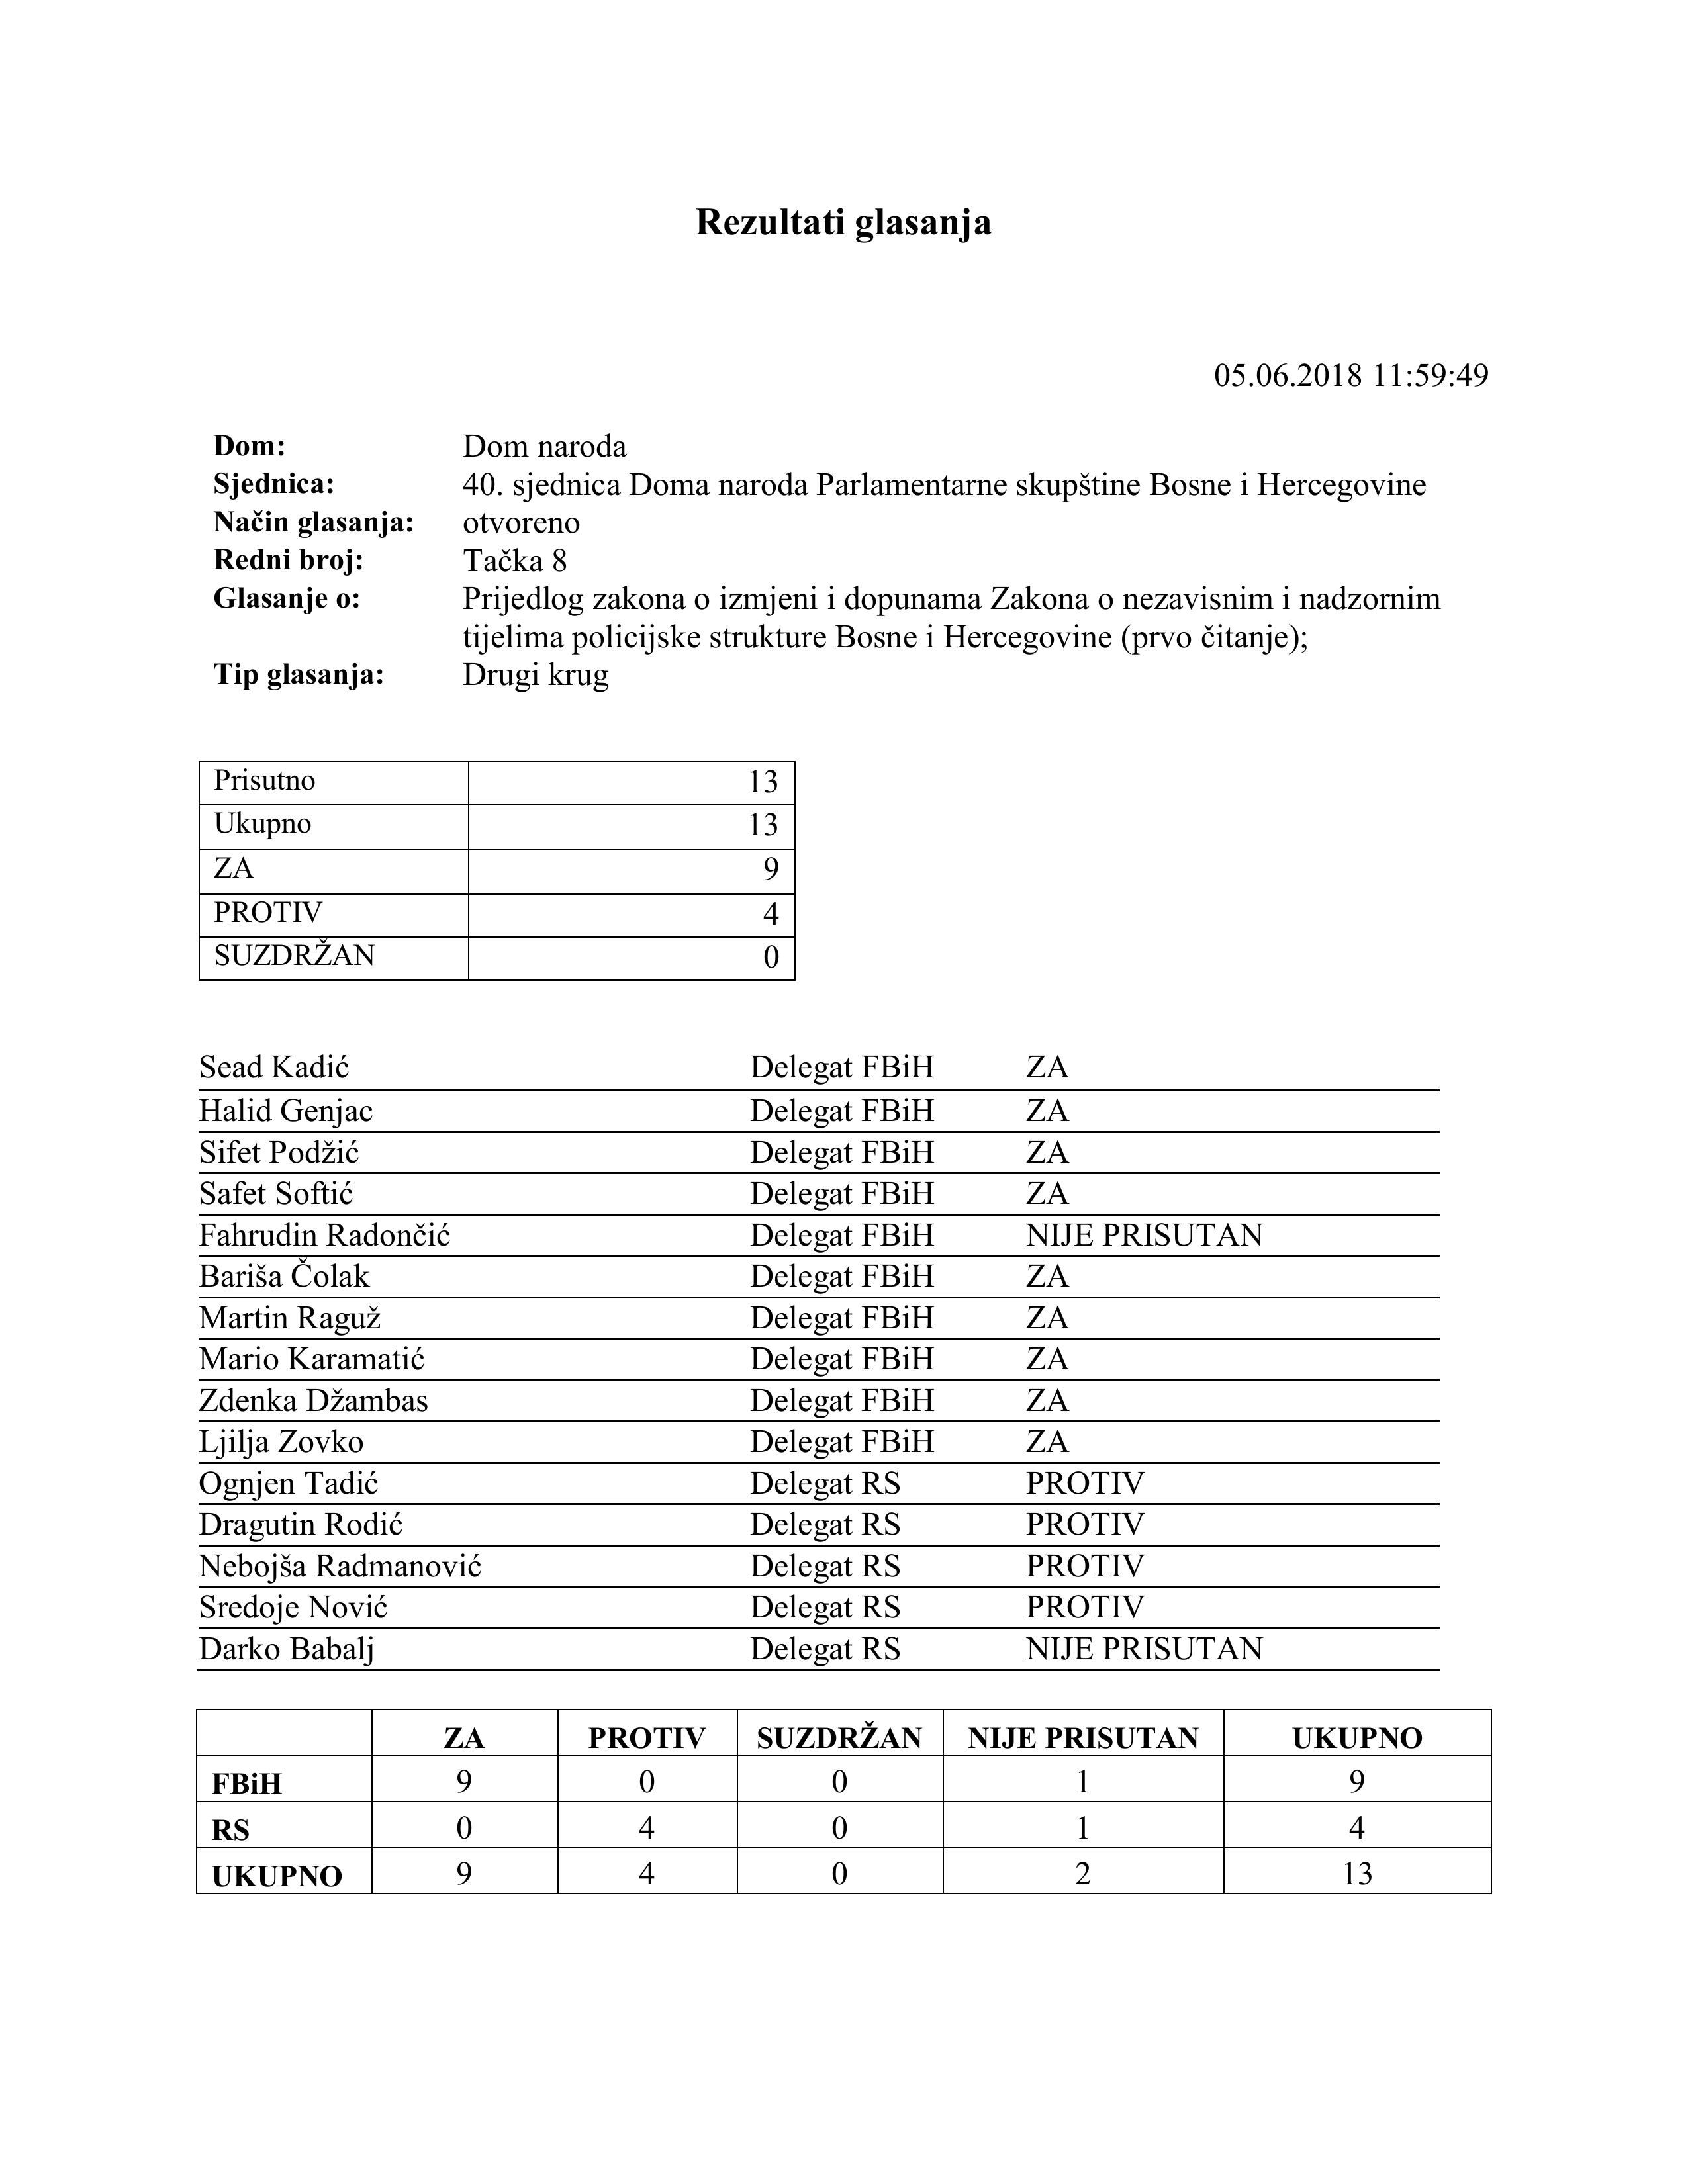 Rezultati glasanja
05.06.2018 11:59:49
Dom: Dom naroda
Sjednica: 40. sjednica Doma naroda Parlamentarne skupštine Bosne i Hercegovine
Način glasanja: otvoreno
Redni broj: Tačka 8
Glasanje o: Prijedlog zakona o izmjeni i dopunama Zakona o nezavisnim i nadzornim
tijelima policijske strukture Bosne i Hercegovine (prvo čitanje);
Tip glasanja: Drugi krug
Prisutno 13
Ukupno 13
ZA 9
PROTIV 4
SUZDRŽAN 0
Sead Kadić Delegat FBiH ZA
Halid Genjac Delegat FBiH ZA
Sifet Podžić Delegat FBiH ZA
Safet Softić Delegat FBiH ZA
Fahrudin Radončić Delegat FBiH NIJE PRISUTAN
Bariša Čolak Delegat FBiH ZA
Martin Raguž Delegat FBiH ZA
Mario Karamatić Delegat FBiH ZA
Zdenka Džambas Delegat FBiH ZA
Ljilja Zovko Delegat FBiH ZA
Ognjen Tadić Delegat RS PROTIV
Dragutin Rodić Delegat RS PROTIV
Nebojša Radmanović Delegat RS PROTIV
Sredoje Nović Delegat RS PROTIV
Darko Babalj Delegat RS NIJE PRISUTAN
ZA PROTIV SUZDRŽAN NIJE PRISUTAN UKUPNO
FBiH 9 0 0 1 9
RS 0 4 0 1 4
UKUPNO 9 4 0 2 13